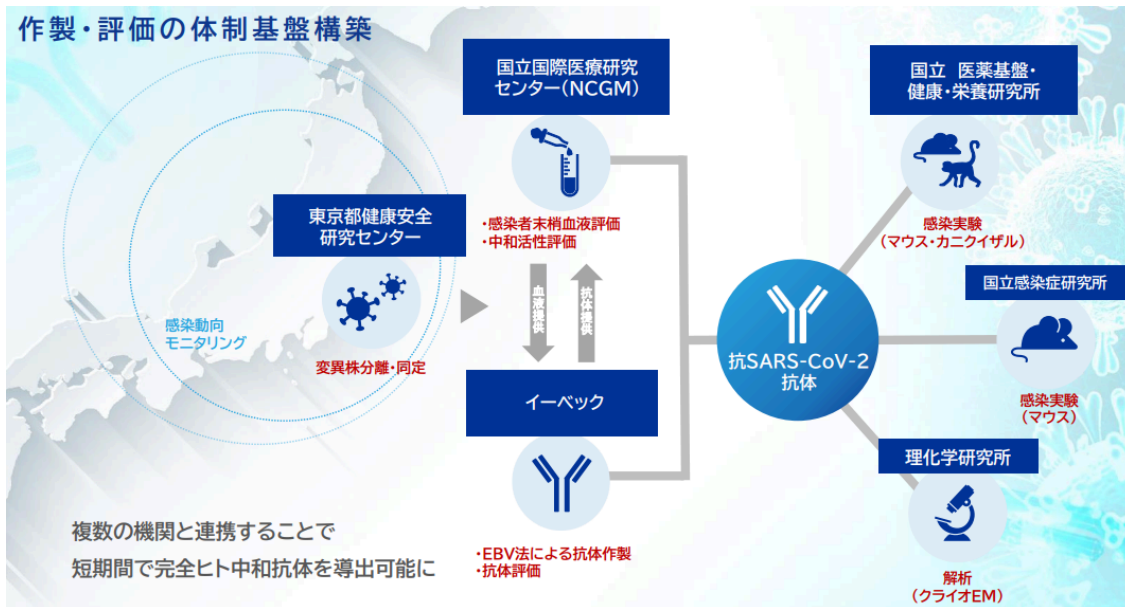 作製・評価の体制基盤構築
国立国際医療研究
センター(NCGM)
・感染者末梢血液評価
・中和活性評価
東京都健康安全
研究センター
感染動向
モニタリング
変異株分離・同定
血液提供
抗体提供
イーベック
・EBV法による抗体作製
・抗体評価
複数の機関と連携することで
短期間で完全ヒト中和抗体を導出可能に
抗SARS-CoV-2
抗体
国立 医薬基盤・
健康・栄養研究所
感染実験
(マウス・カニクイザル)
国立感染症研究所
感染実験
(マウス)
理化学研究所
解析
(クライオEM)